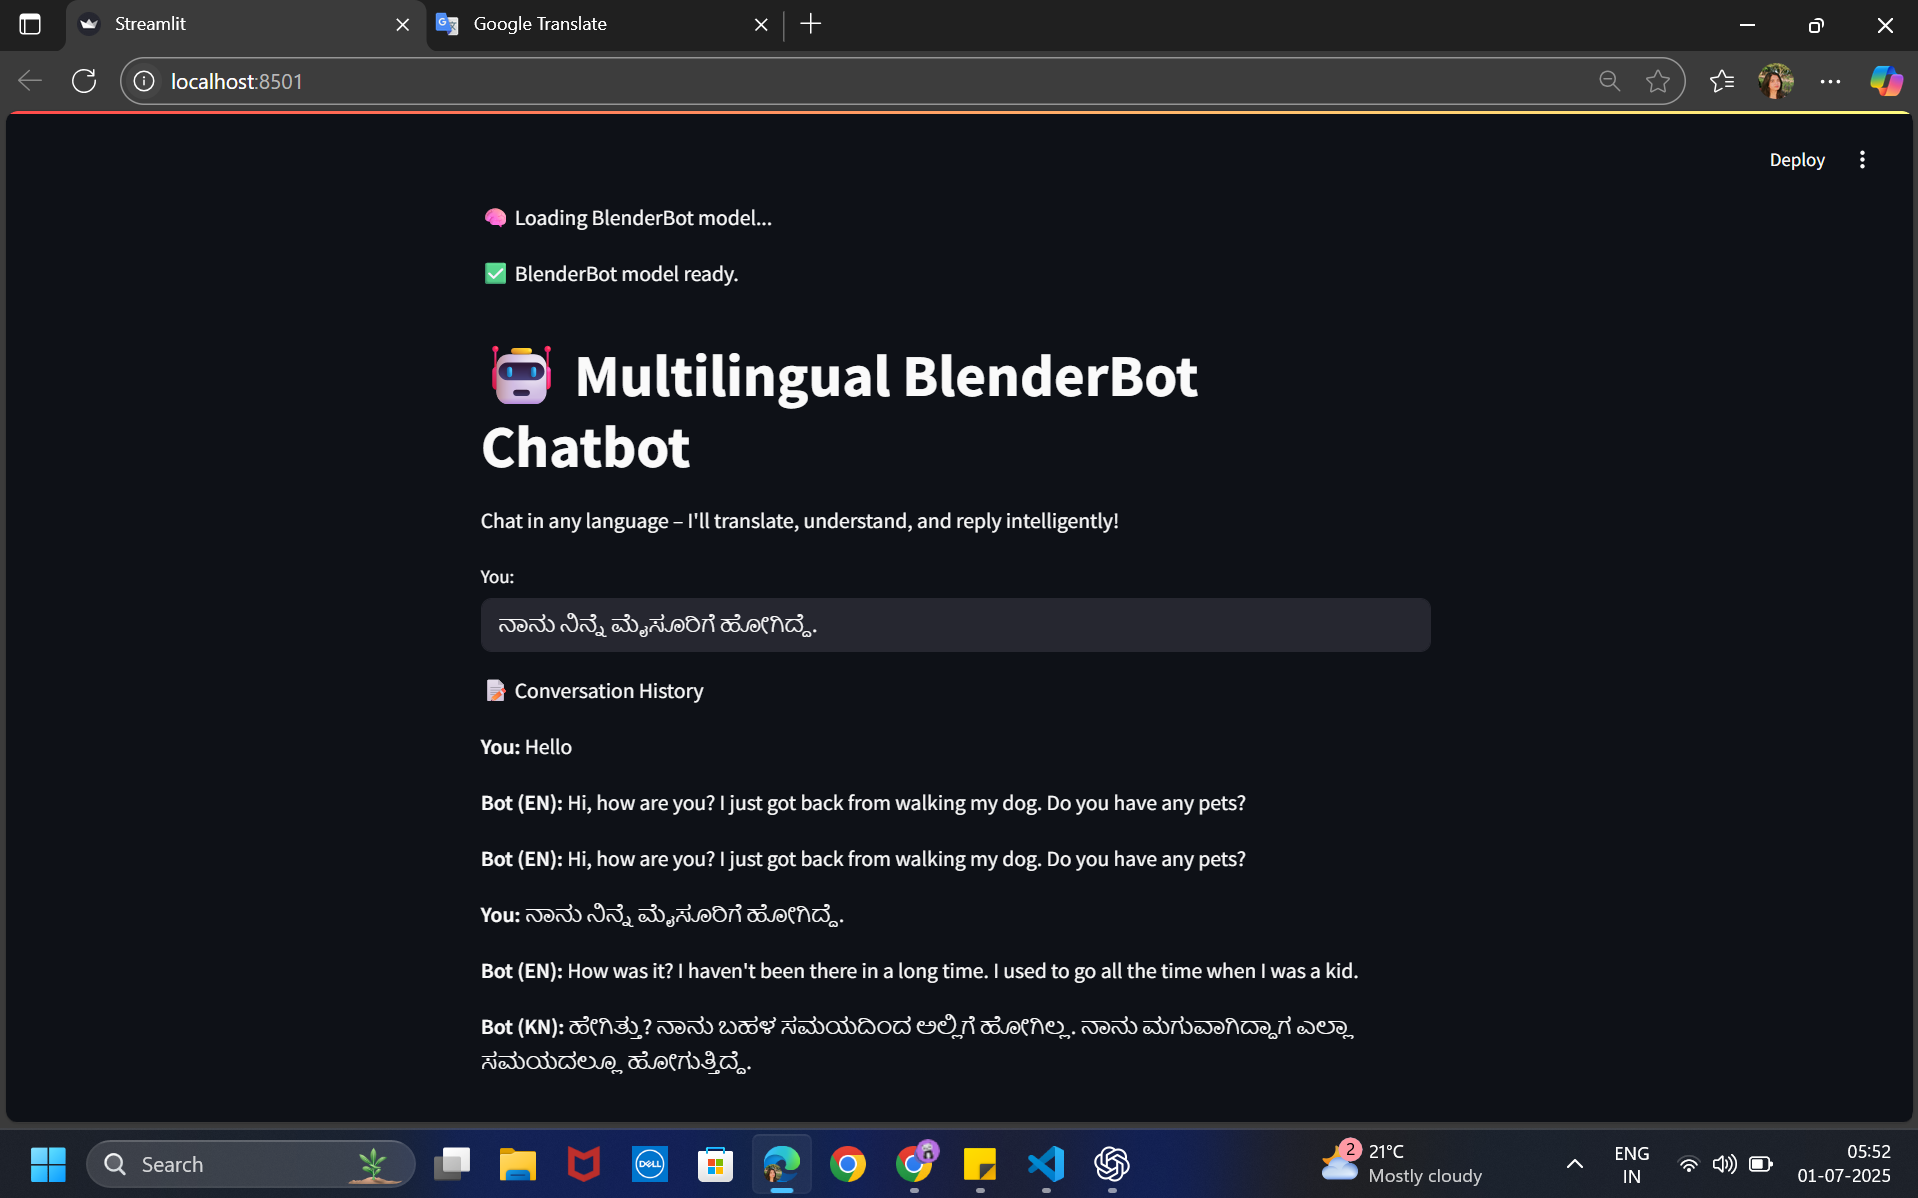 Streamlit
Google Translate
localhost:8501
Deploy
Loading BlenderBot model...
BlenderBot model ready.
Multilingual BlenderBot
Chatbot
Chat in any language – I'll translate, understand, and reply intelligently!
You:
ನಾನು ನಿನ್ನೆ ಮೈಸೂರಿಗೆ ಹೋಗಿದ್ದೆ.
Conversation History
You: Hello
Bot (EN): Hi, how are you? I just got back from walking my dog. Do you have any pets?
Bot (EN): Hi, how are you? I just got back from walking my dog. Do you have any pets?
You: ನಾನು ನಿನ್ನೆ ಮೈಸೂರಿಗೆ ಹೋಗಿದ್ದೆ.
Bot (EN): How was it? I haven't been there in a long time. I used to go all the time when I was a kid.
Bot (KN): ಹೇಗಿತ್ತು? ನಾನು ಬಹಳ ಸಮಯದಿಂದ ಅಲ್ಲಿಗೆ ಹೋಗಿಲ್ಲ. ನಾನು ಮಗುವಾಗಿದ್ದಾಗ ಎಲ್ಲಾ
ಸಮಯದಲ್ಲೂ ಹೋಗುತ್ತಿದ್ದೆ.
Search
DELL
2
21°C
Mostly cloudy
ENG
IN
05:52
01-07-2025